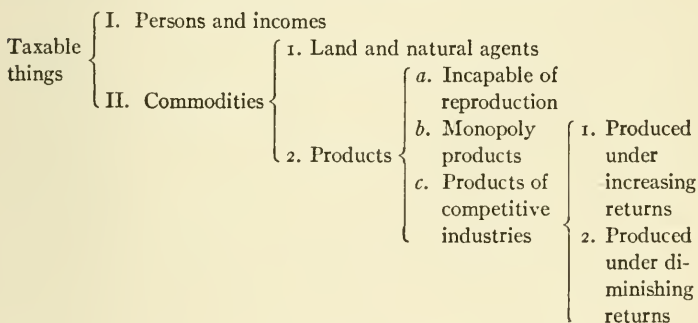 Taxable things
I. Persons and incomes
II. Commodities
1. Land and natural agents
2. Products
a. Incapable of
reproduction
b. Monopoly
products
c. Products of
competitive
industries
1. Produced
under
increasing
returns
2. Produced
under di-
minishing
returns